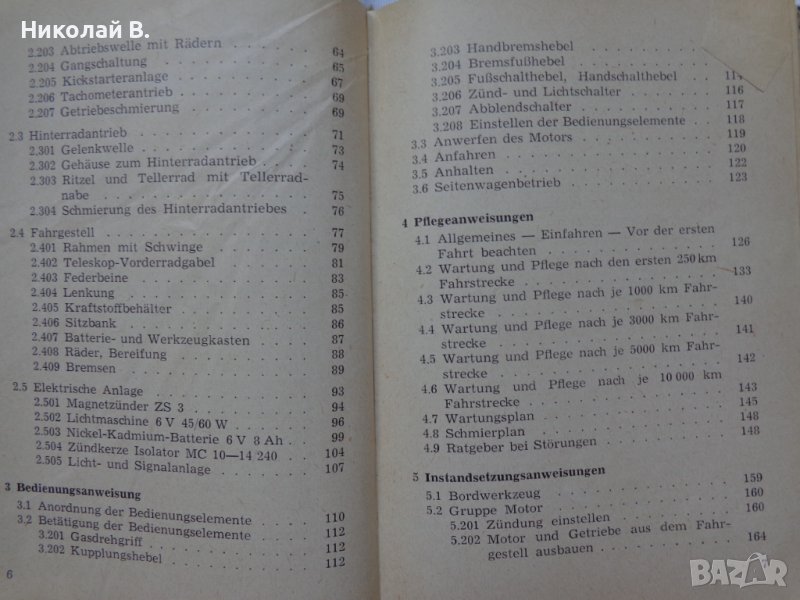 Николай В.
2.203 Abtriebswelle mit Rädern 64
2.204 Gangschaltung 65
2.205 Kickstarteranlage 67
2.206 Tachometerantrieb 69
2.207 Getriebeschmierung 69
2.3 Hinterradantrieb 71
2.301 Gelenkwelle 73
2.302 Gehäuse zum Hinterradantrieb 74
2.303 Ritzel und Tellerrad mit Tellerrad-
nabe 75
2.304 Schmierung des Hinterradantriebes 76
2.4 Fahrgestell 77
2.401 Rahmen mit Schwinge 79
2.402 Teleskop-Vorderradgabel 81
2.403 Federbeine 83
2.404 Lenkung 85
2.405 Kraftstoffbehälter 85
2.406 Sitzbank 86
2.407 Batterie- und Werkzeugkasten 87
2.408 Räder, Bereifung 88
2.409 Bremsen 89
2.5 Elektrische Anlage 93
2.501 Magnetzünder ZS 3 94
2.502 Lichtmaschine 6 V 45/60 W 96
2.503 Nickel-Kadmium-Batterie 6 V 8 Ah 99
2.504 Zündkerze Isolator MC 10—14 240 104
2.505 Licht- und Signalanlage 107
3 Bedienungsanweisung
3.1 Anordnung der Bedienungselemente 110
3.2 Betätigung der Bedienungselemente 112
3.201 Gasdrehgriff 112
3.202 Kupplungshebel 112
6
3.203 Handbremshebel
3.204 Bremsfußhebel
3.205 Fußschalthebel, Handschalthebel 114
3.206 Zünd- und Lichtschalter 116
3.207 Abblendschalter 117
3.208 Einstellen der Bedienungselemente 118
3.3 Anwerfen des Motors 119
3.4 Anfahren 120
3.5 Anhalten 122
3.6 Seitenwagenbetrieb 123
4 Pflegeanweisungen
4.1 Allgemeines — Einfahren — Vor der ersten
Fahrt beachten 126
4.2 Wartung und Pflege nach den ersten 250 km
Fahrstrecke 133
4.3 Wartung und Pflege nach je 1000 km Fahr-
strecke 140
4.4 Wartung und Pflege nach je 3000 km Fahr-
strecke 141
4.5 Wartung und Pflege nach je 5000 km Fahr-
strecke 142
4.6 Wartung und Pflege nach je 10 000 km
Fahrstrecke 143
4.7 Wartungsplan 145
4.8 Schmierplan 148
4.9 Ratgeber bei Störungen 148
5 Instandsetzungsanweisungen
5.1 Bordwerkzeug 159
5.2 Gruppe Motor 160
5.201 Zündung einstellen 160
5.202 Motor und Getriebe aus dem Fahr-
gestell ausbauen 164
7
BAZAR
bazar.bg